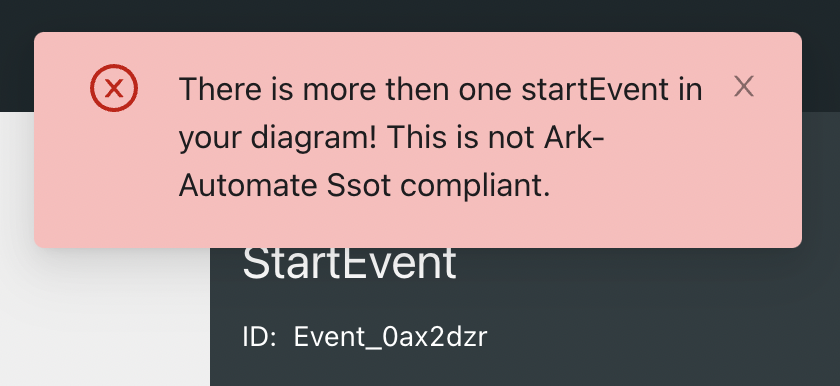 There is more then one startEvent in
your diagram! This is not Ark-
Automate Ssot compliant.
StartEvent
ID: Event_0ax2dzr